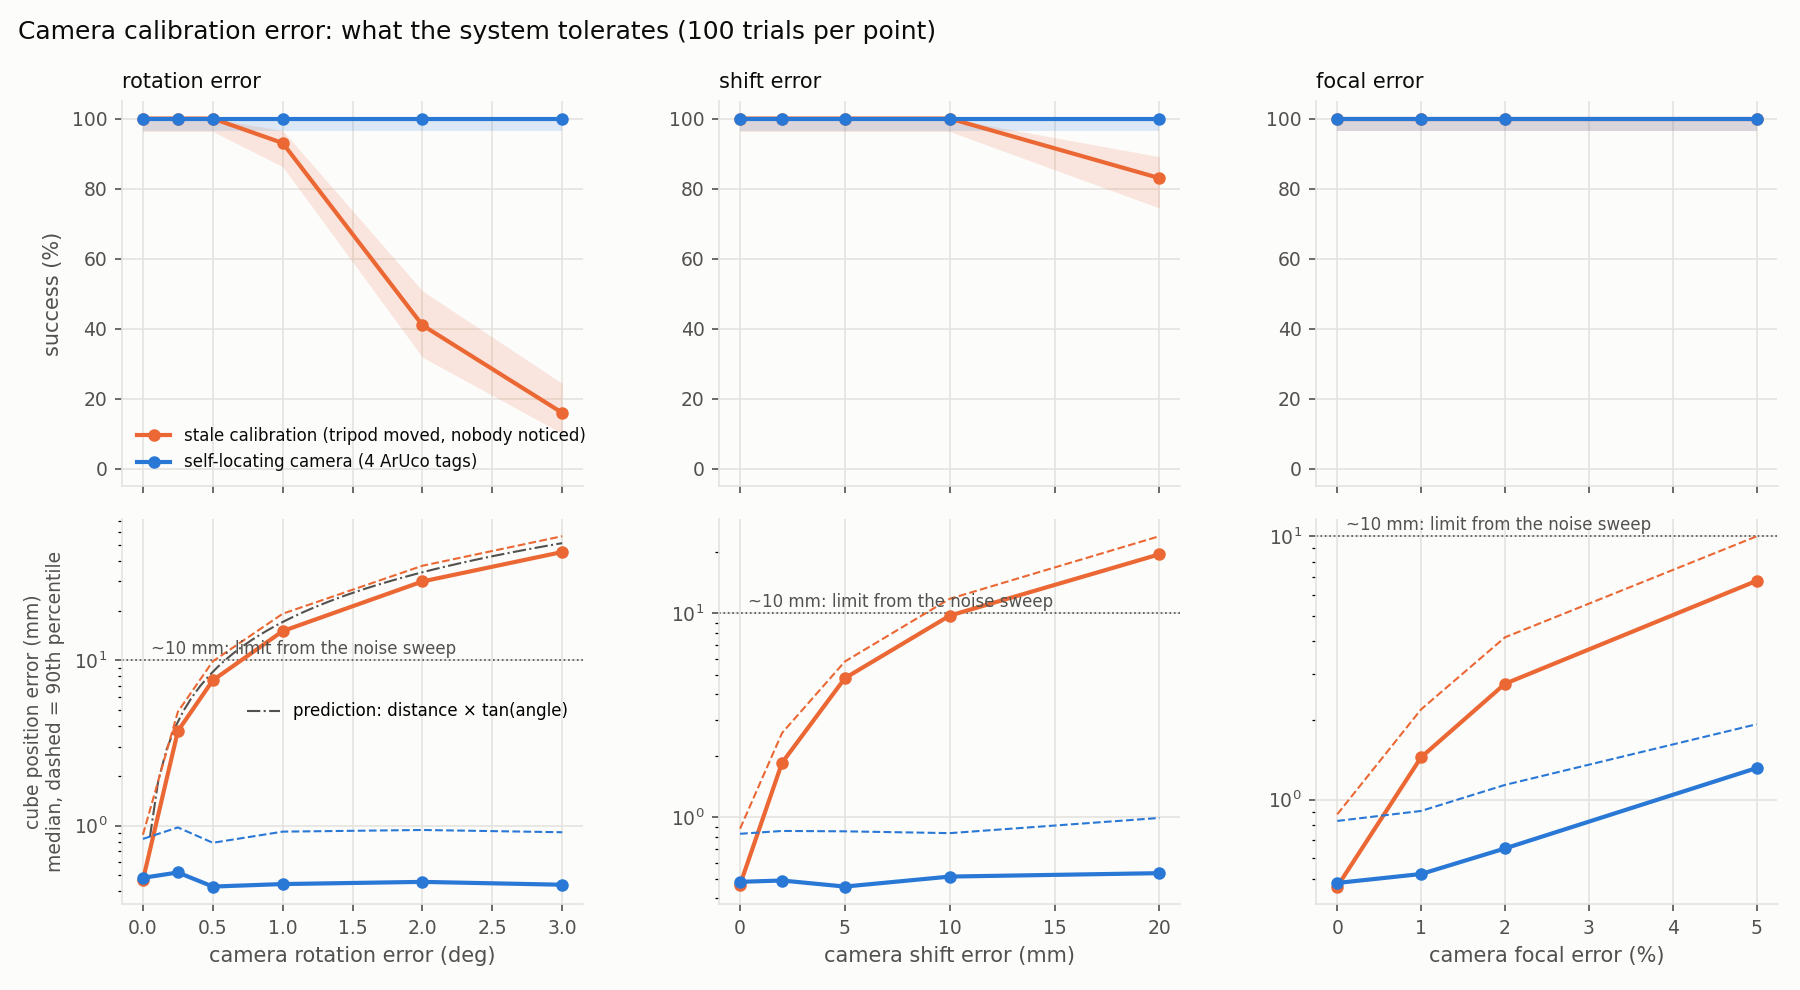 Camera calibration error: what the system tolerates (100 trials per point)
rotation error
shift error
focal error
success (%)
100
80
60
40
20
0
stale calibration (tripod moved, nobody noticed)
self-locating camera (4 ArUco tags)
100
80
60
40
20
0
100
80
60
40
20
0
cube position error (mm)
median, dashed = 90th percentile
10¹
10⁰
~10 mm: limit from the noise sweep
prediction: distance × tan(angle)
0.0 0.5 1.0 1.5 2.0 2.5 3.0
camera rotation error (deg)
10¹
10⁰
~10 mm: limit from the noise sweep
0 5 10 15 20
camera shift error (mm)
10¹
10⁰
~10 mm: limit from the noise sweep
0 1 2 3 4 5
camera focal error (%)